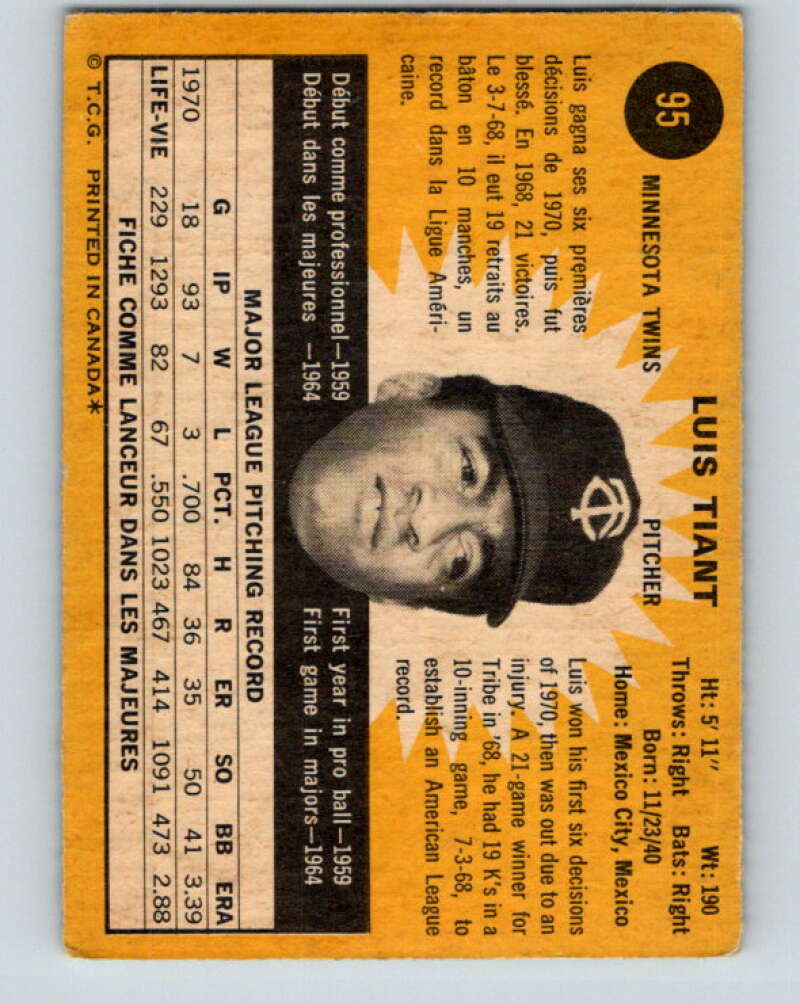 95
LUIS TIANT
MINNESOTA TWINS
PITCHER
Ht: 5' 11" Wt: 190
Throws: Right Bats: Right
Born: 11/23/40
Home: Mexico City, Mexico
Luis gagna ses six premières
décisions de 1970, puis fut
blessé. En 1968, 21 victoires.
Le 3-7-68, il eut 19 retraits au
bâton en 10 manches, un
record dans la Ligue Améri-
caine.
Luis won his first six decisions
of 1970, then was out due to an
injury. A 21-game winner for
Tribe in '68, he had 19 K's in a
10-inning game, 7-3-68, to
establish an American League
record.
TC
Début comme professionnel—1959
Début dans les majeures —1964
First year in pro ball—1959
First game in majors—1964
MAJOR LEAGUE PITCHING RECORD
G IP W L PCT. H R ER SO BB ERA
1970 18 93 7 3 .700 84 36 35 50 41 3.39
LIFE-VIE 229 1293 82 67 .550 1023 467 414 1091 473 2.88
FICHE COMME LANCEUR DANS LES MAJEURES
© T.C.G. PRINTED IN CANADA*